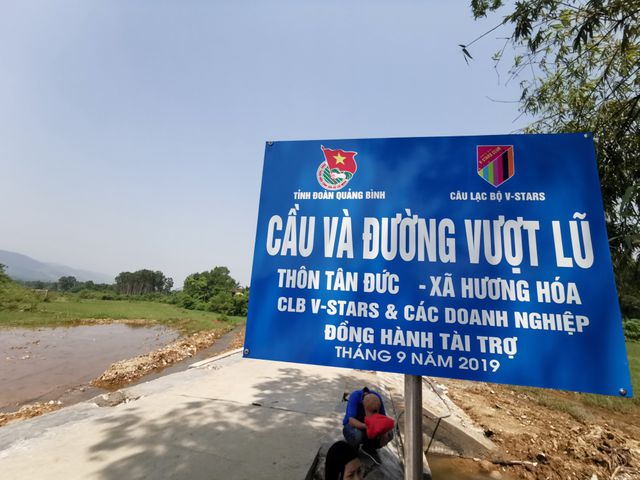 TỈNH ĐOÀN QUẢNG BÌNH
CÂU LẠC BỘ V-STARS
CẦU VÀ ĐƯỜNG VƯỢT LŨ
THÔN TÂN ĐỨC - XÃ HƯƠNG HÓA
CLB V-STARS & CÁC DOANH NGHIỆP
ĐỒNG HÀNH TÀI TRỢ
THÁNG 9 NĂM 2019